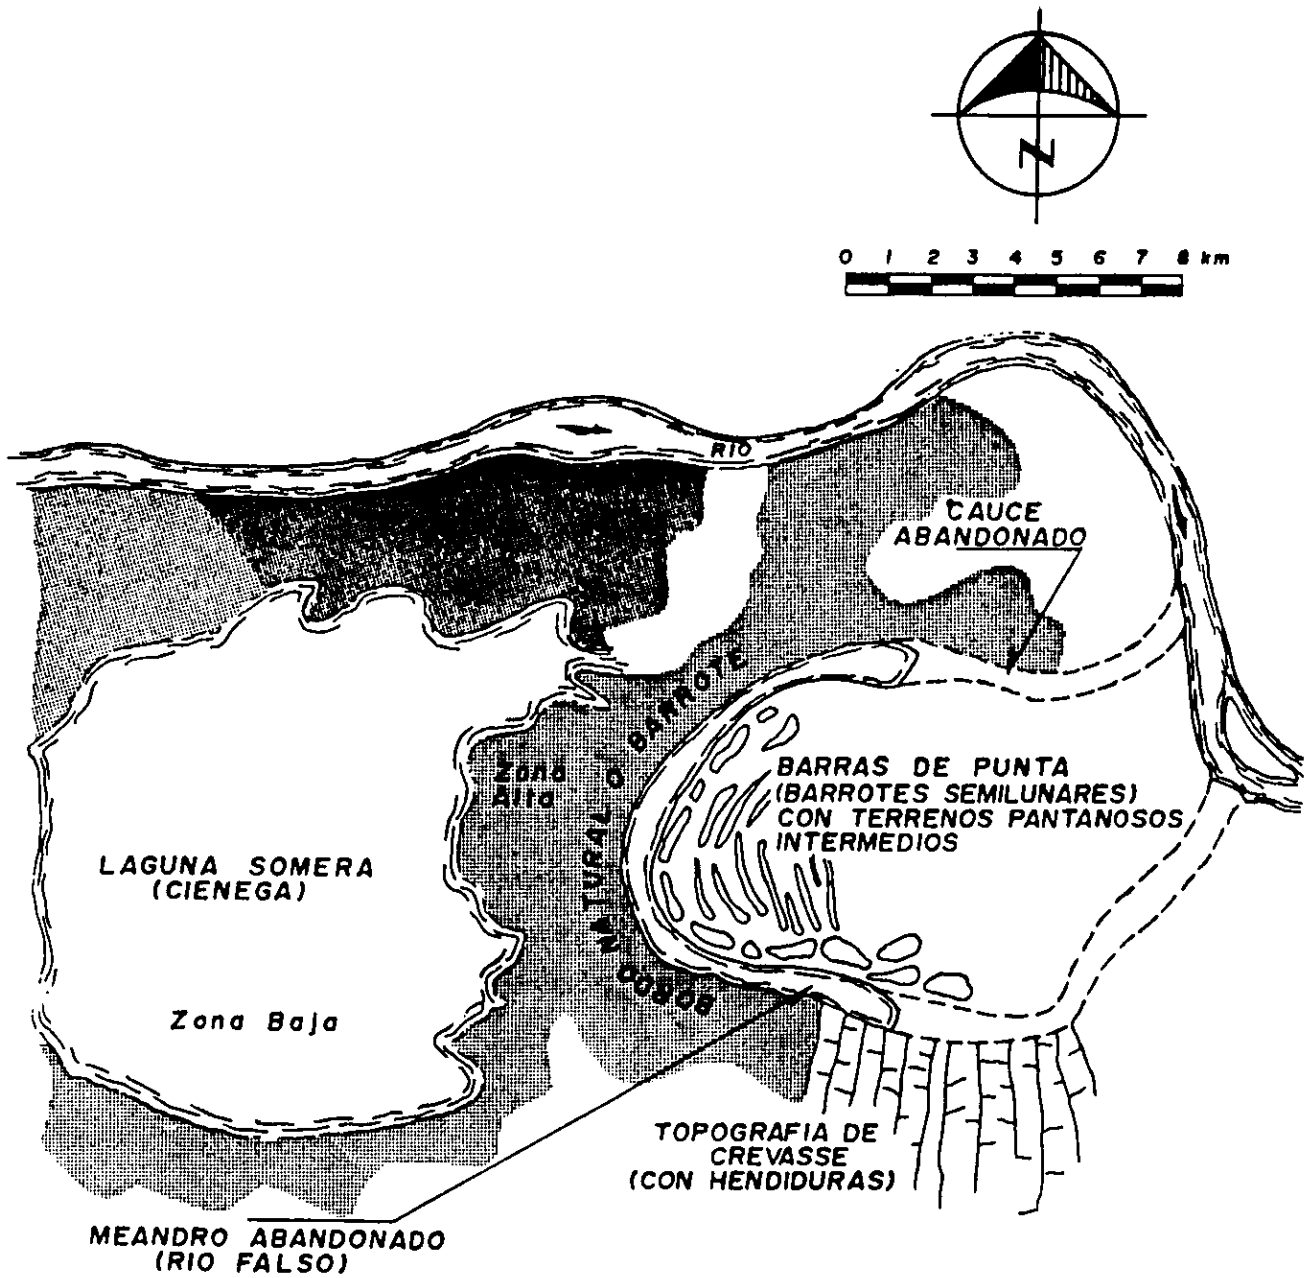 N
0 1 2 3 4 5 6 7 8 km
RIO
CAUCE
ABANDONADO
BORDO NATURAL O BARROTE
Zona
Alta
BARRAS DE PUNTA
(BARROTES SEMILUNARES)
CON TERRENOS PANTANOSOS
INTERMEDIOS
LAGUNA SOMERA
(CIENEGA)
Zona Baja
TOPOGRAFIA DE
CREVASSE
(CON HENDIDURAS)
MEANDRO ABANDONADO
(RIO FALSO)